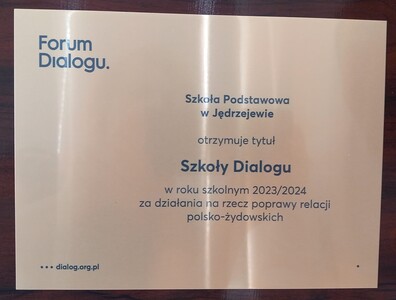 Forum
Dialogu.
Szkoła Podstawowa
w Jędrzejewie
otrzymuje tytuł
Szkoły Dialogu
w roku szkolnym 2023/2024
za działania na rzecz poprawy relacji
polsko-żydowskich
••• dialog.org.pl